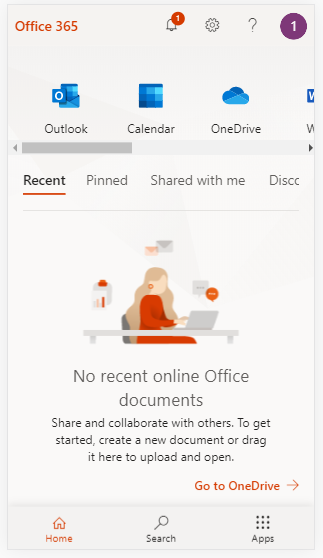 Office 365
1
?
1
Outlook
Calendar
OneDrive
W
Recent Pinned Shared with me Disco
No recent online Office
documents
Share and collaborate with others. To get
started, create a new document or drag
it here to upload and open.
Go to OneDrive →
Home
Search
Apps